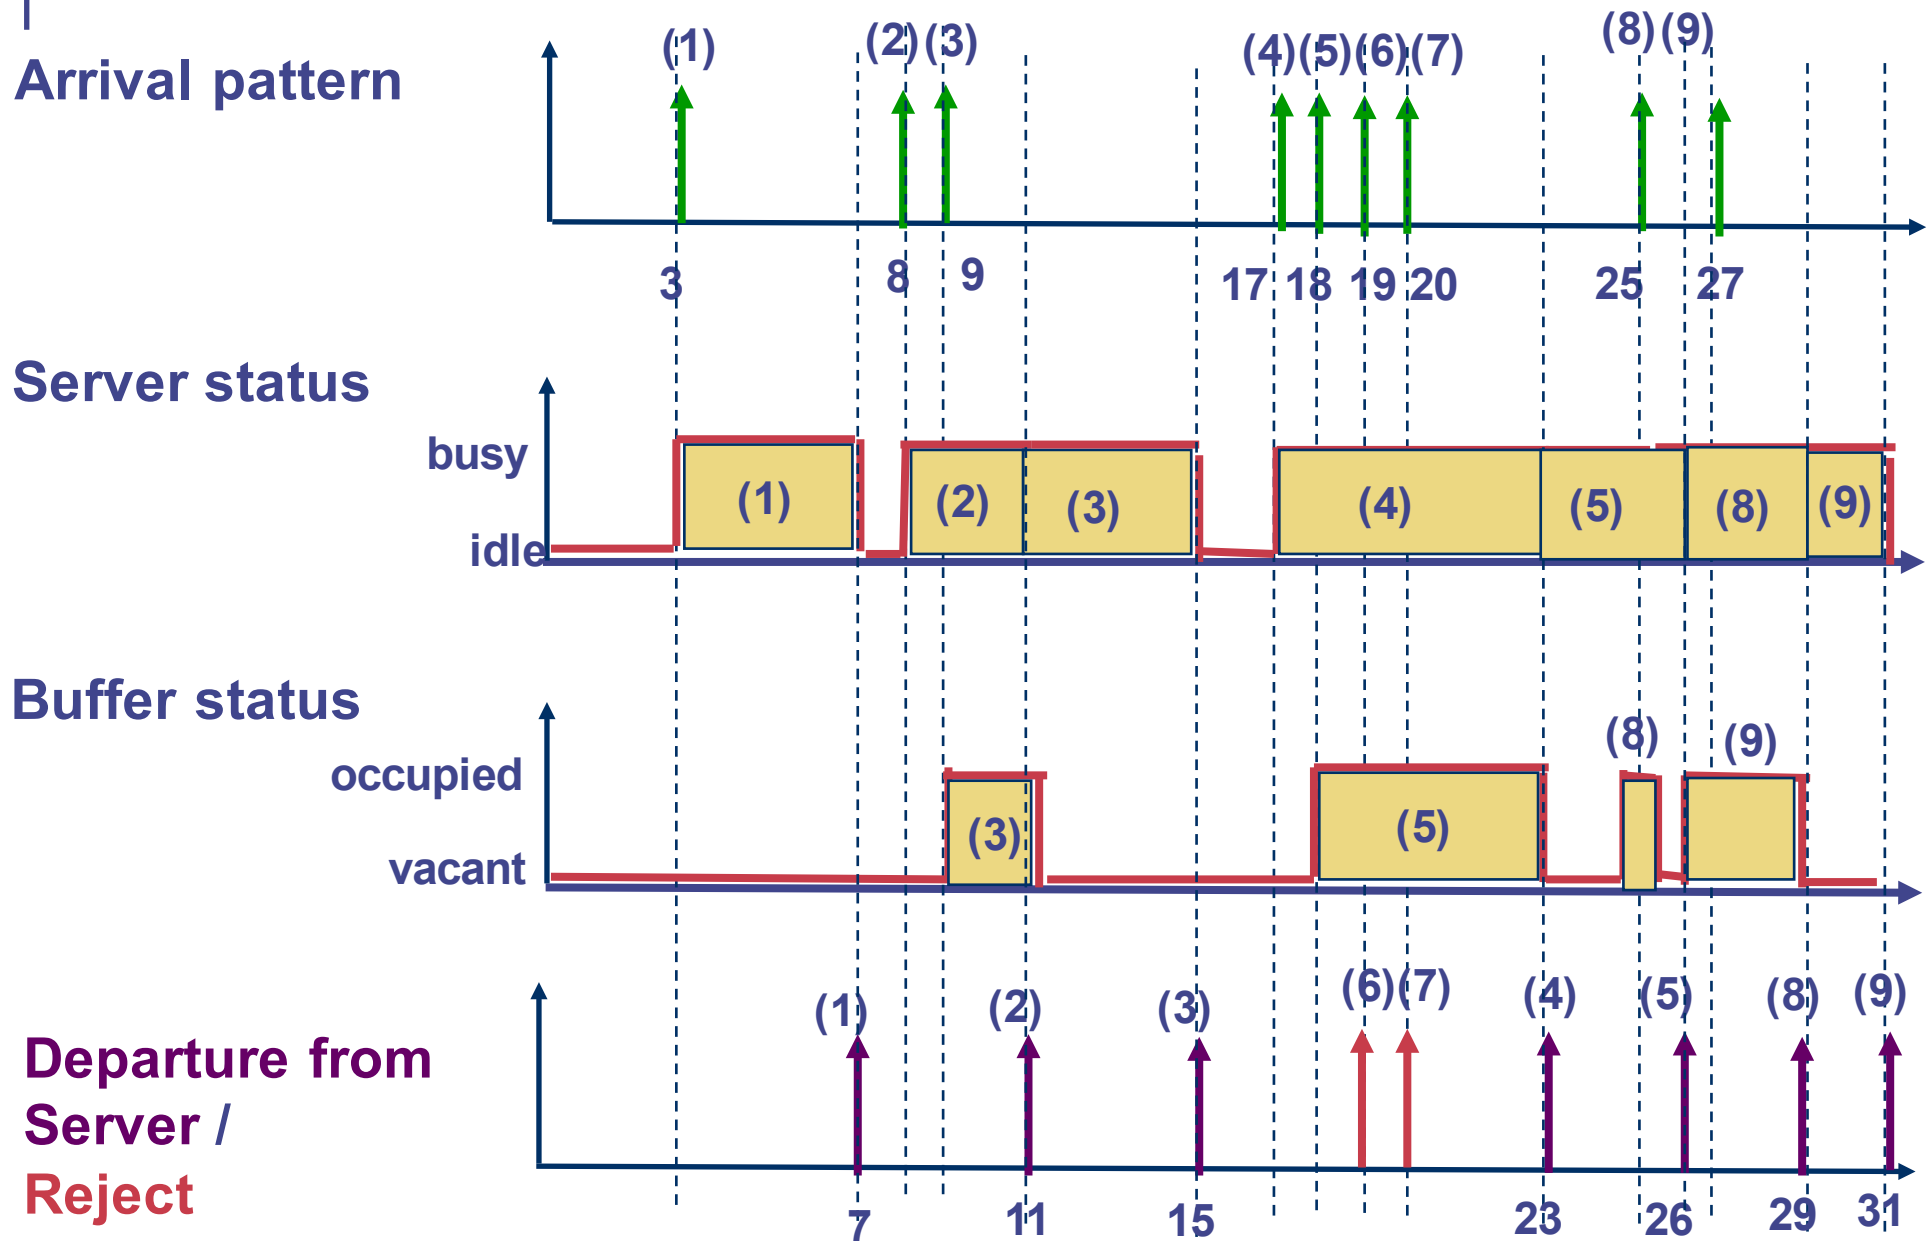 (1) (2) (3) (4) (5) (6) (7) (8) (9)
Arrival pattern
3 8 9 17 18 19 20 25 27
Server status
busy
(1) (2) (3) (4) (5) (8) (9)
idle
Buffer status
(8) (9)
occupied
(3) (5)
vacant
(1) (2) (3) (6) (7) (4) (5) (8) (9)
Departure from
Server /
Reject
7 11 15 23 26 29 31